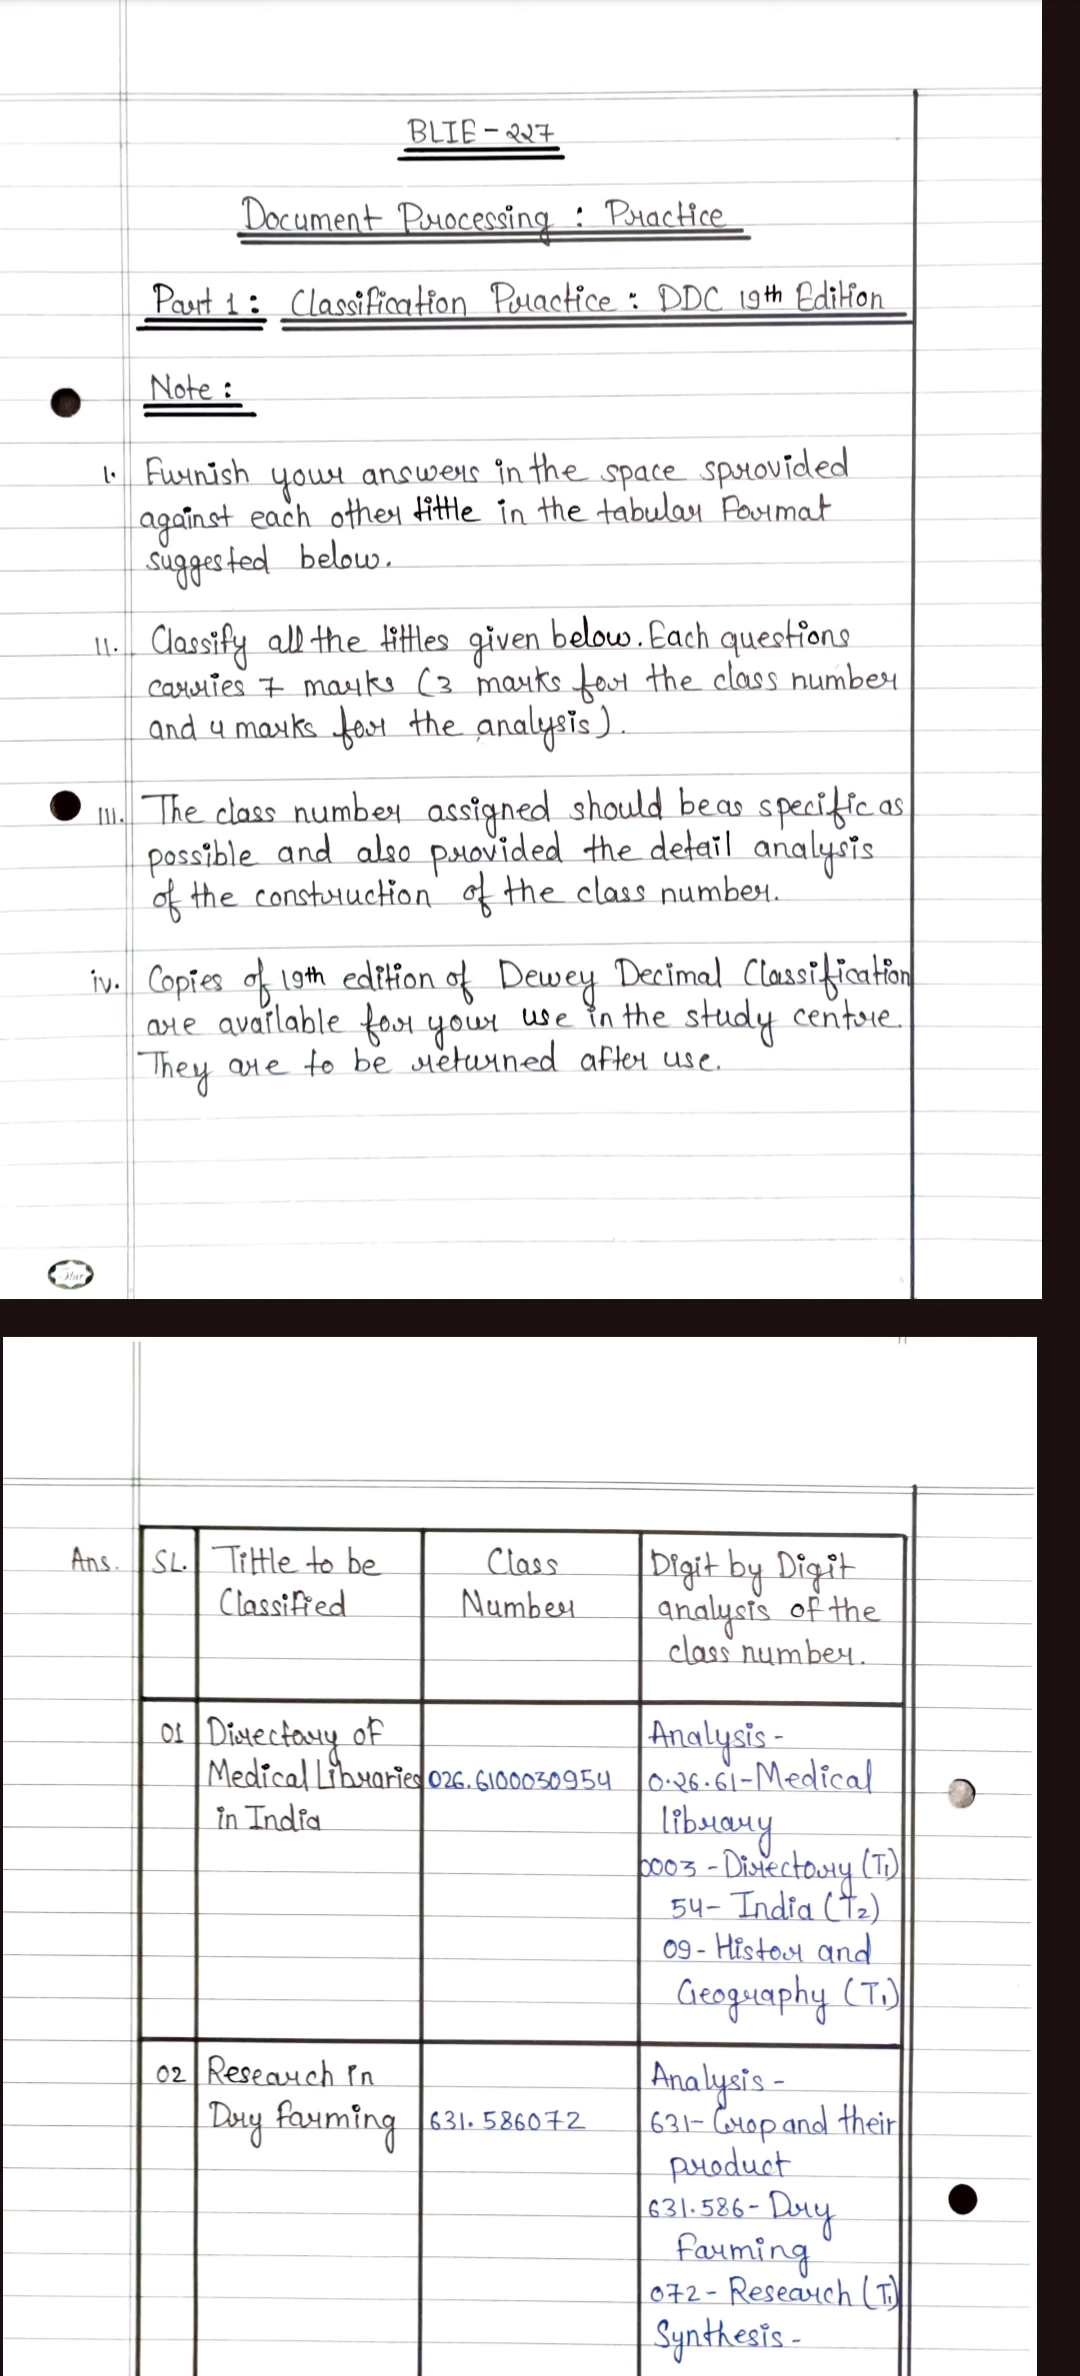 BLIE - 227
Document Processing : Practice
Part 1 : Classification Practice : DDC 19th Edition
Note :
i. Furnish your answers in the space sprovided
against each other tittle in the tabular Format
suggested below.
ii. Classify all the tittles given below. Each questions
carries 7 marks (3 marks for the class number
and 4 marks for the analysis).
iii. The class number assigned should be as specific as
possible and also provided the detail analysis
of the construction of the class number.
iv. Copies of 19th edition of Dewey Decimal Classification
are available for your use in the study centre.
They are to be returned after use.
Ans.
SL.
Tittle to be
Classified
Class
Number
Digit by Digit
analysis of the
class number.
01
Directory of
Medical Libraries
in India
026.6100030954
Analysis -
0.26.61-Medical
library
0003 - Directory (T1)
54- India (T2)
09- Histor and
Geography (T1)
02
Research in
Dry farming
631.586072
Analysis -
631- Crop and their
product
631.586- Dry
Farming
072 - Research (T1)
Synthesis -